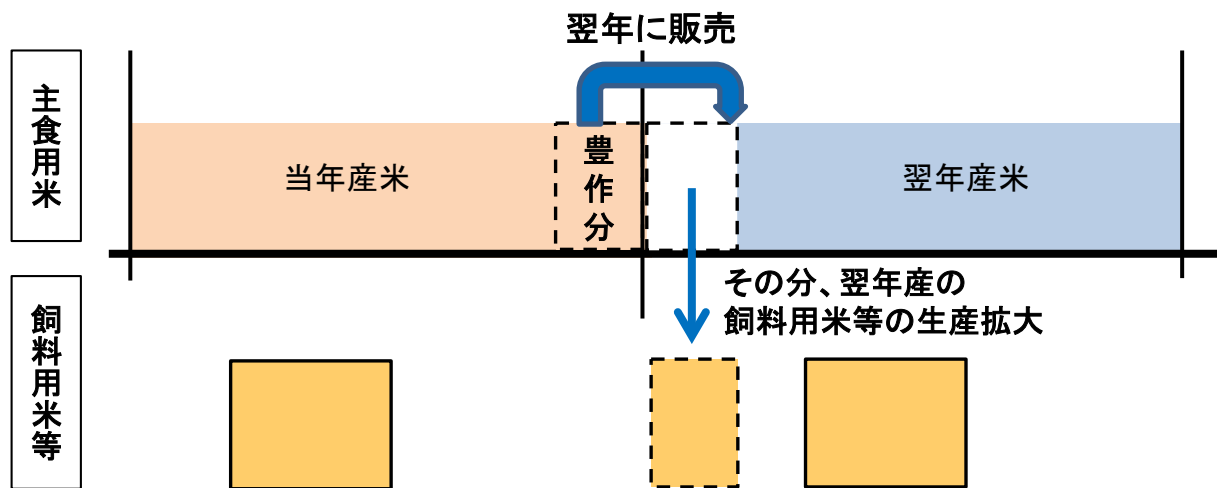 翌年に販売
主食用米
当年産米
豊作分
翌年産米
その分、翌年産の
飼料用米等の生産拡大
飼料用米等